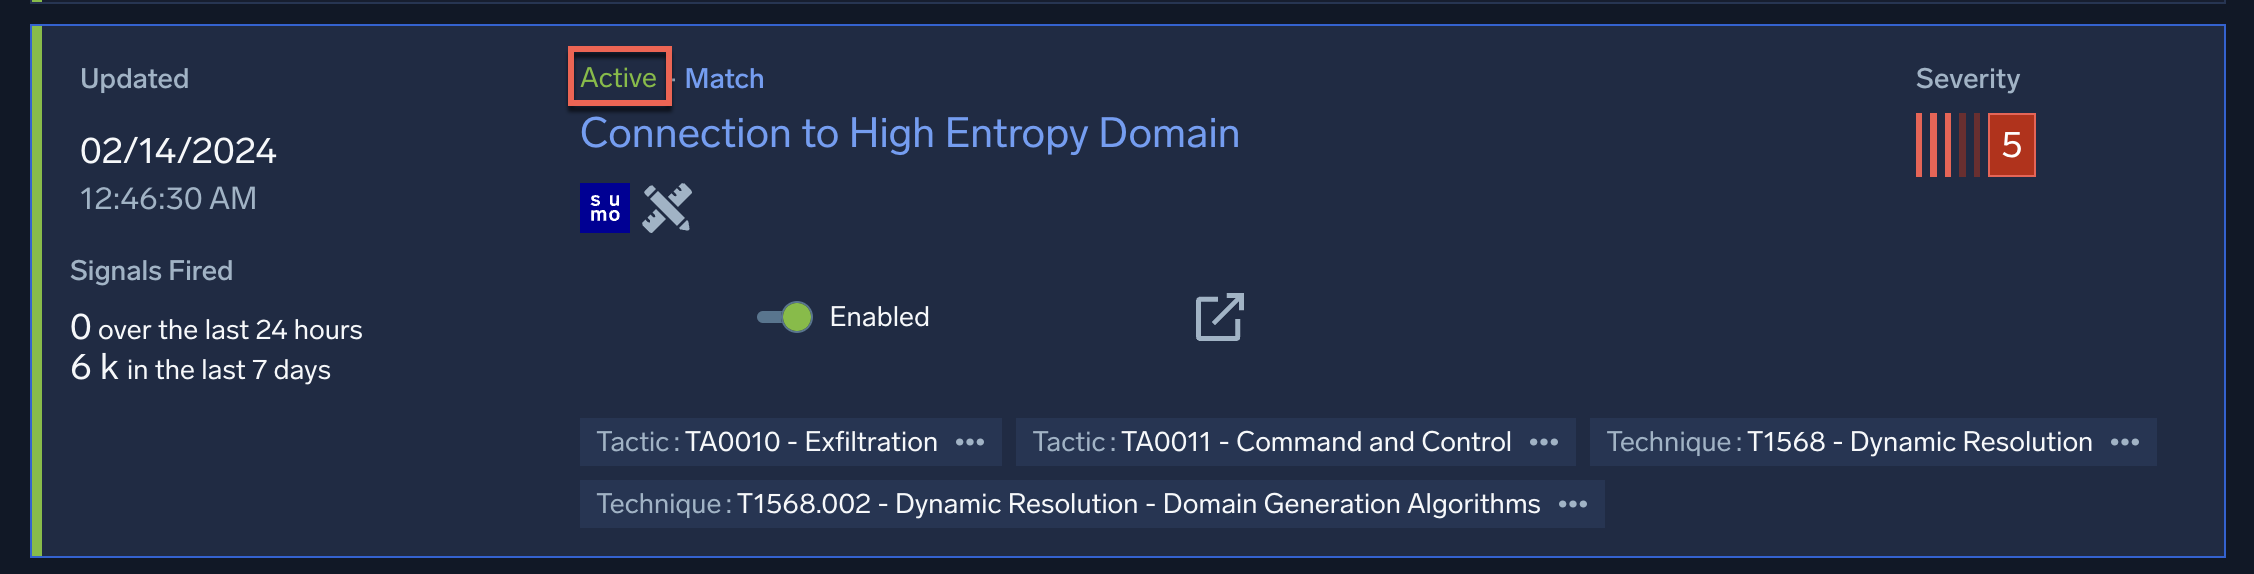 Updated
02/14/2024
12:46:30 AM
Signals Fired
0 over the last 24 hours
6 k in the last 7 days
Active - Match
Connection to High Entropy Domain
su
mo
Enabled
Tactic: TA0010 - Exfiltration •••
Tactic: TA0011 - Command and Control •••
Technique: T1568 - Dynamic Resolution •••
Technique: T1568.002 - Dynamic Resolution - Domain Generation Algorithms •••
Severity
5